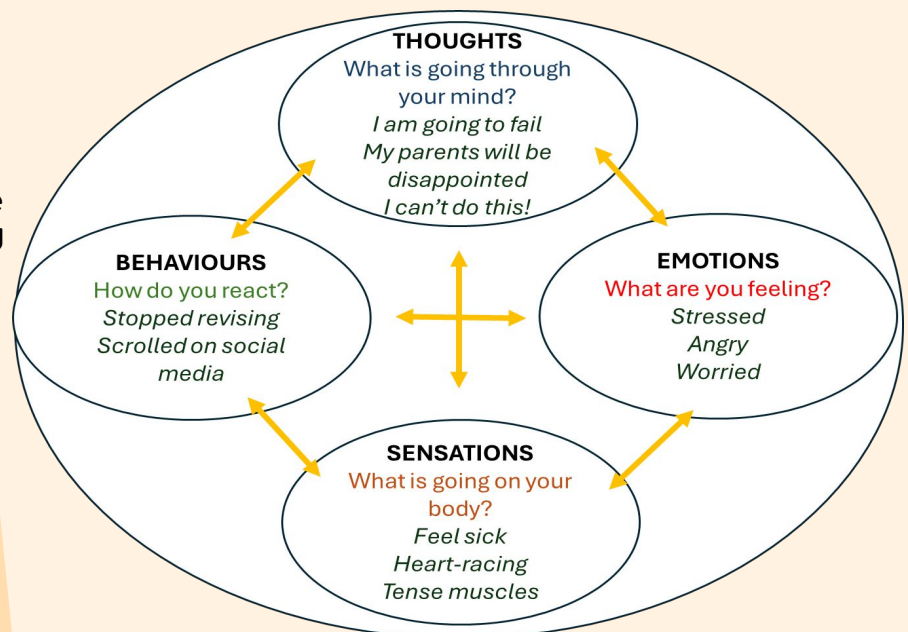 THOUGHTS
What is going through
your mind?
I am going to fail
My parents will be
disappointed
I can't do this!
BEHAVIOURS
How do you react?
Stopped revising
Scrolled on social
media
EMOTIONS
What are you feeling?
Stressed
Angry
Worried
SENSATIONS
What is going on your
body?
Feel sick
Heart-racing
Tense muscles